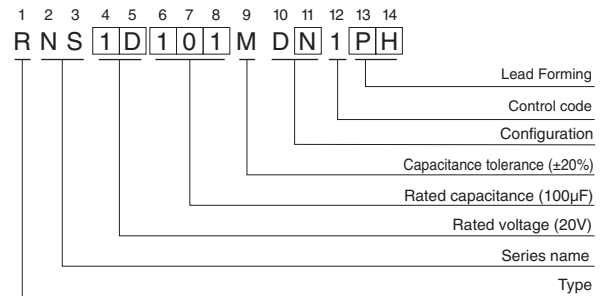 1 2 3 4 5 6 7 8 9 10 11 12 13 14
R N S 1 D 1 0 1 M D N 1 P H
Lead Forming
Control code
Configuration
Capacitance tolerance (±20%)
Rated capacitance (100µF)
Rated voltage (20V)
Series name
Type